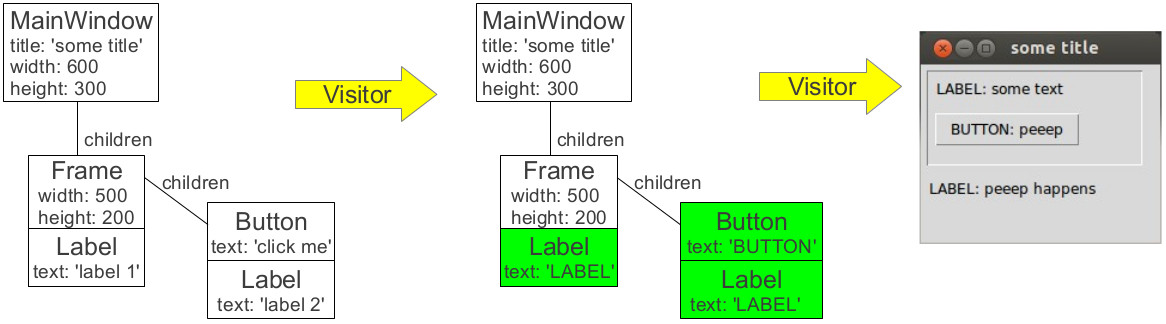 MainWindow
title: 'some title'
width: 600
height: 300
children
Frame
width: 500
height: 200
Label
text: 'label 1'
children
Button
text: 'click me'
Label
text: 'label 2'
Visitor
MainWindow
title: 'some title'
width: 600
height: 300
children
Frame
width: 500
height: 200
Label
text: 'LABEL'
children
Button
text: 'BUTTON'
Label
text: 'LABEL'
Visitor
some title
LABEL: some text
BUTTON: peeep
LABEL: peeep happens